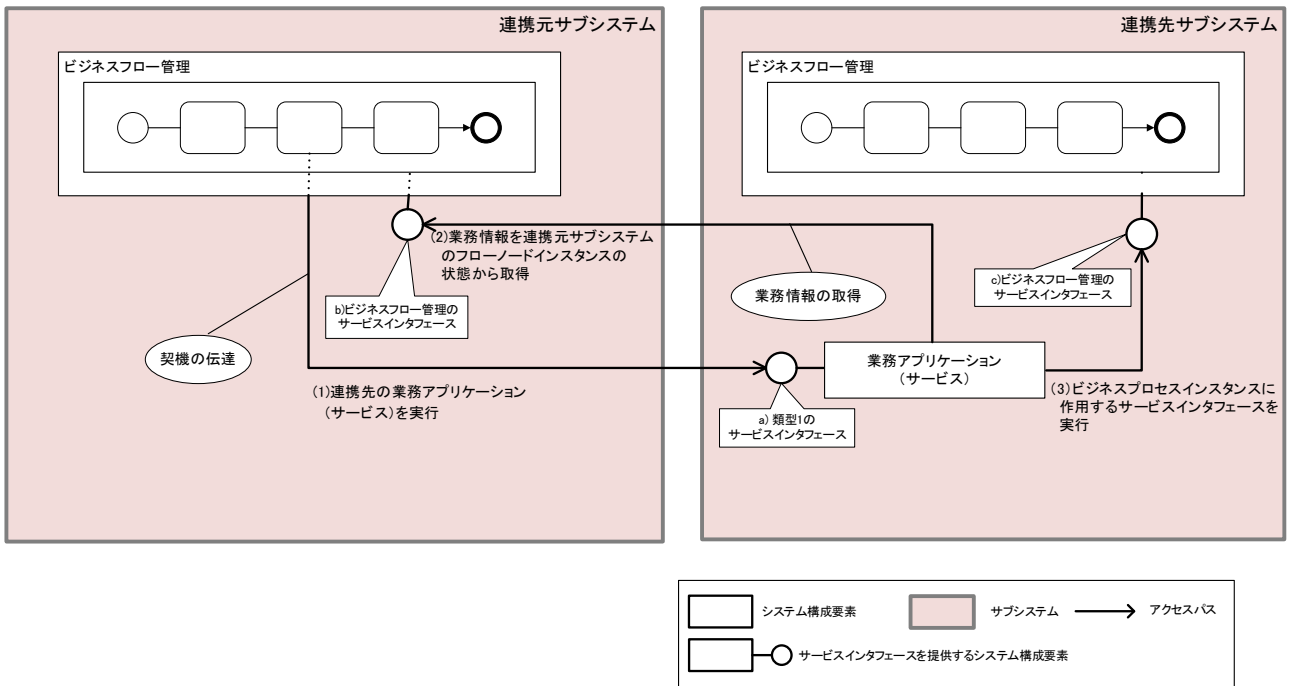 連携元サブシステム
ビジネスフロー管理
(2)業務情報を連携元サブシステム
のフローノードインスタンスの
状態から取得
b)ビジネスフロー管理の
サービスインタフェース
契機の伝達
(1)連携先の業務アプリケーション
(サービス)を実行
連携先サブシステム
ビジネスフロー管理
業務情報の取得
c)ビジネスフロー管理の
サービスインタフェース
業務アプリケーション
(サービス)
a) 類型1の
サービスインタフェース
(3)ビジネスプロセスインスタンスに
作用するサービスインタフェースを
実行
システム構成要素
サブシステム
アクセスパス
サービスインタフェースを提供するシステム構成要素